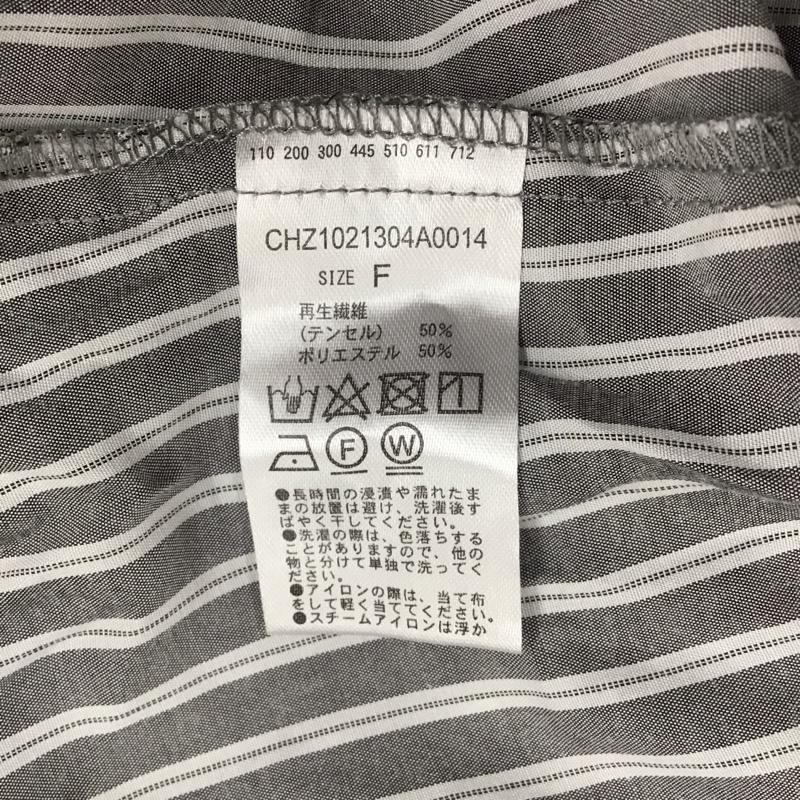 110 200 300 445 510 611 712
CHZ1021304A0014
SIZE F
再生繊維
(テンセル) 50%
ポリエステル 50%
F W
●長時間の浸漬や濡れたま
まの放置は避け、洗濯後す
ばやく干してください。
●洗濯の際は、色落ちする
ことがありますので、他の
物と分けて単独で洗ってく
ださい。
●アイロンの際は、当て布
をして軽く当ててください。
●スチームアイロンは浮か